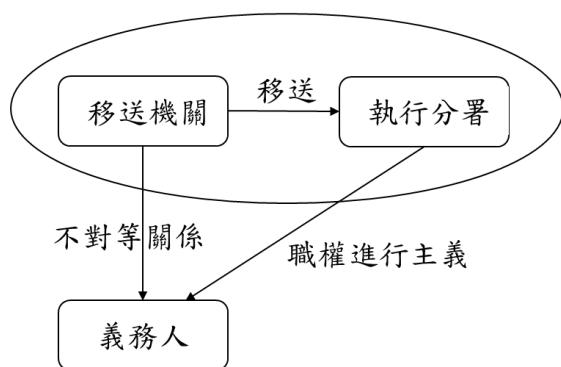 移送
移送機關
執行分署
不對等關係
職權進行主義
義務人